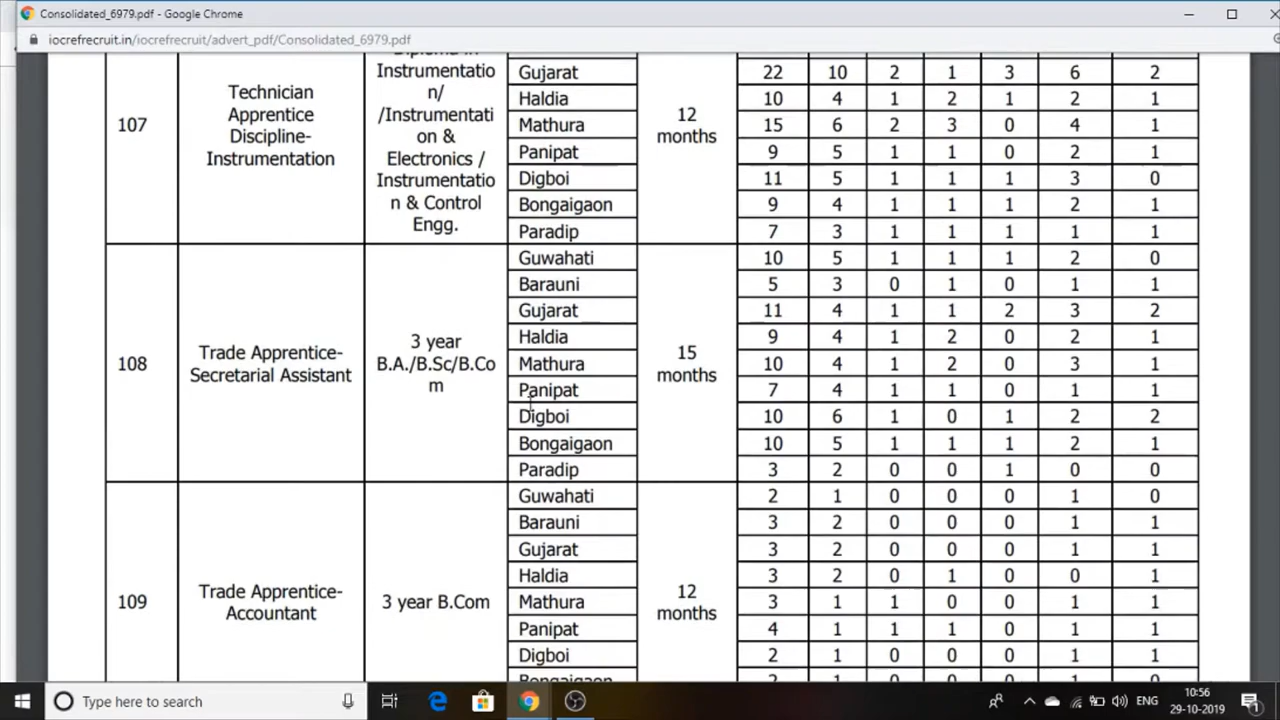 Consolidated_6979.pdf - Google Chrome
iocrefrecruit.in/iocrefrecruit/advert_pdf/Consolidated_6979.pdf
107
Technician
Apprentice
Discipline-
Instrumentation
Diploma in
Instrumentatio
n/
/Instrumentati
on &
Electronics /
Instrumentatio
n & Control
Engg.
12
months
Gujarat 22 10 2 1 3 6 2
Haldia 10 4 1 2 1 2 1
Mathura 15 6 2 3 0 4 1
Panipat 9 5 1 1 0 2 1
Digboi 11 5 1 1 1 3 0
Bongaigaon 9 4 1 1 1 2 1
Paradip 7 3 1 1 1 1 1
108
Trade Apprentice-
Secretarial Assistant
3 year
B.A./B.Sc/B.Co
m
15
months
Guwahati 10 5 1 1 1 2 0
Barauni 5 3 0 1 0 1 1
Gujarat 11 4 1 1 2 3 2
Haldia 9 4 1 2 0 2 1
Mathura 10 4 1 2 0 3 1
Panipat 7 4 1 1 0 1 1
Digboi 10 6 1 0 1 2 2
Bongaigaon 10 5 1 1 1 2 1
Paradip 3 2 0 0 1 0 0
109
Trade Apprentice-
Accountant
3 year B.Com
12
months
Guwahati 2 1 0 0 0 1 0
Barauni 3 2 0 0 0 1 1
Gujarat 3 2 0 0 0 1 1
Haldia 3 2 0 1 0 0 1
Mathura 3 1 1 0 0 1 1
Panipat 4 1 1 1 0 1 1
Digboi 2 1 0 0 0 1 1
Type here to search
ENG
10:56
29-10-2019
1